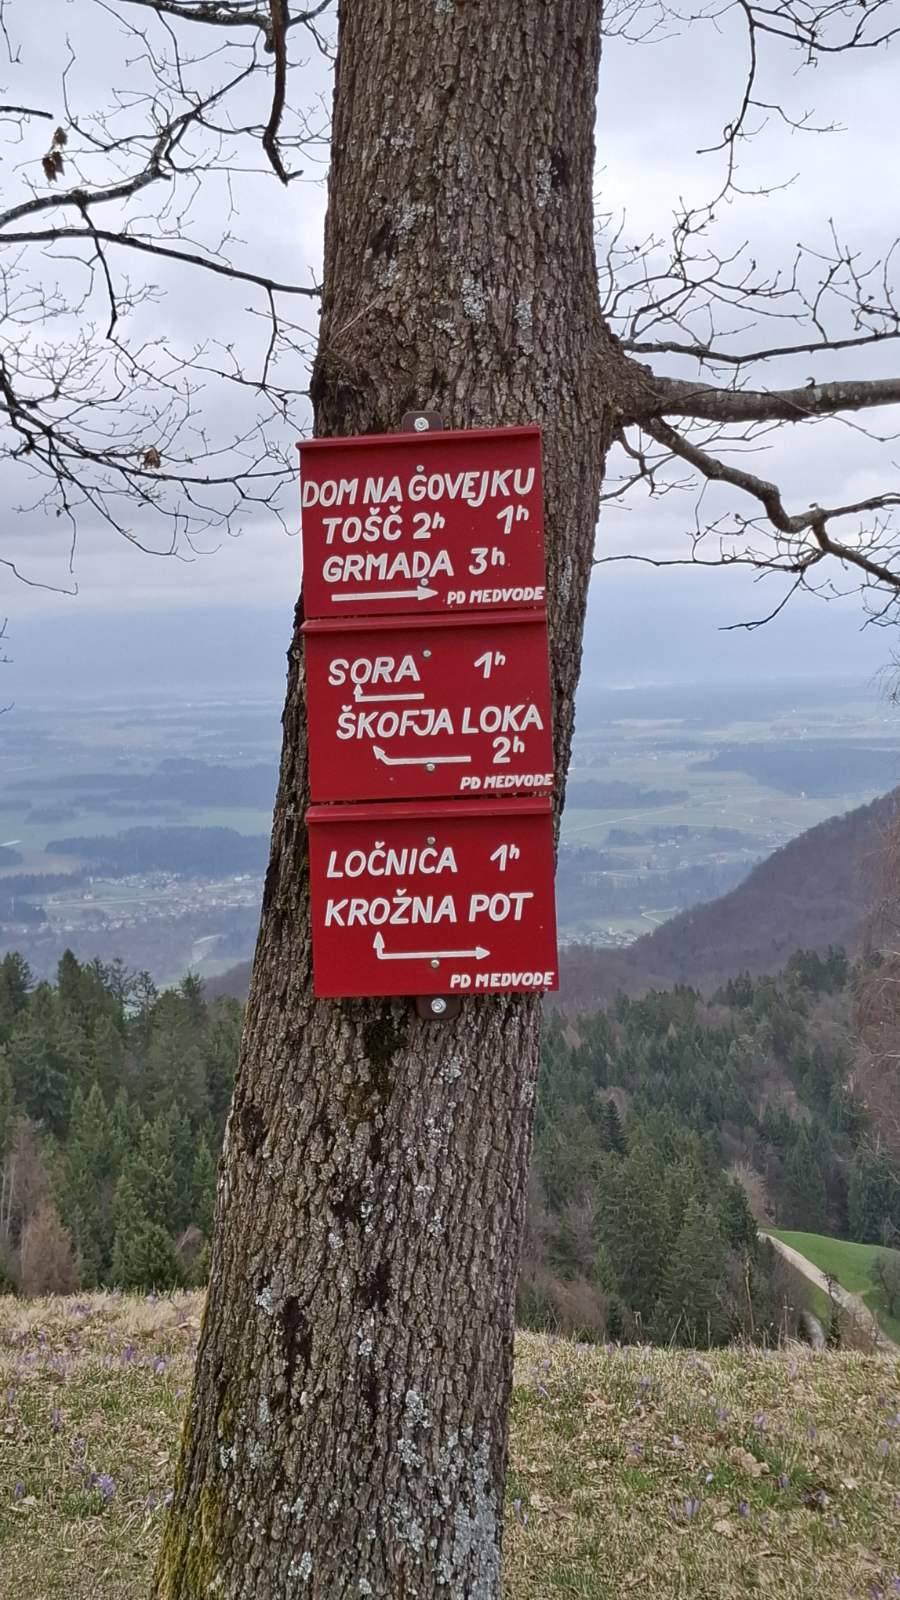 DOM NA GOVEJKU
TOŠČ 2h 1h
GRMADA 3h
PD MEDVODE
SORA 1h
ŠKOFJA LOKA
2h
PD MEDVODE
LOČNICA 1h
KROŽNA POT
PD MEDVODE